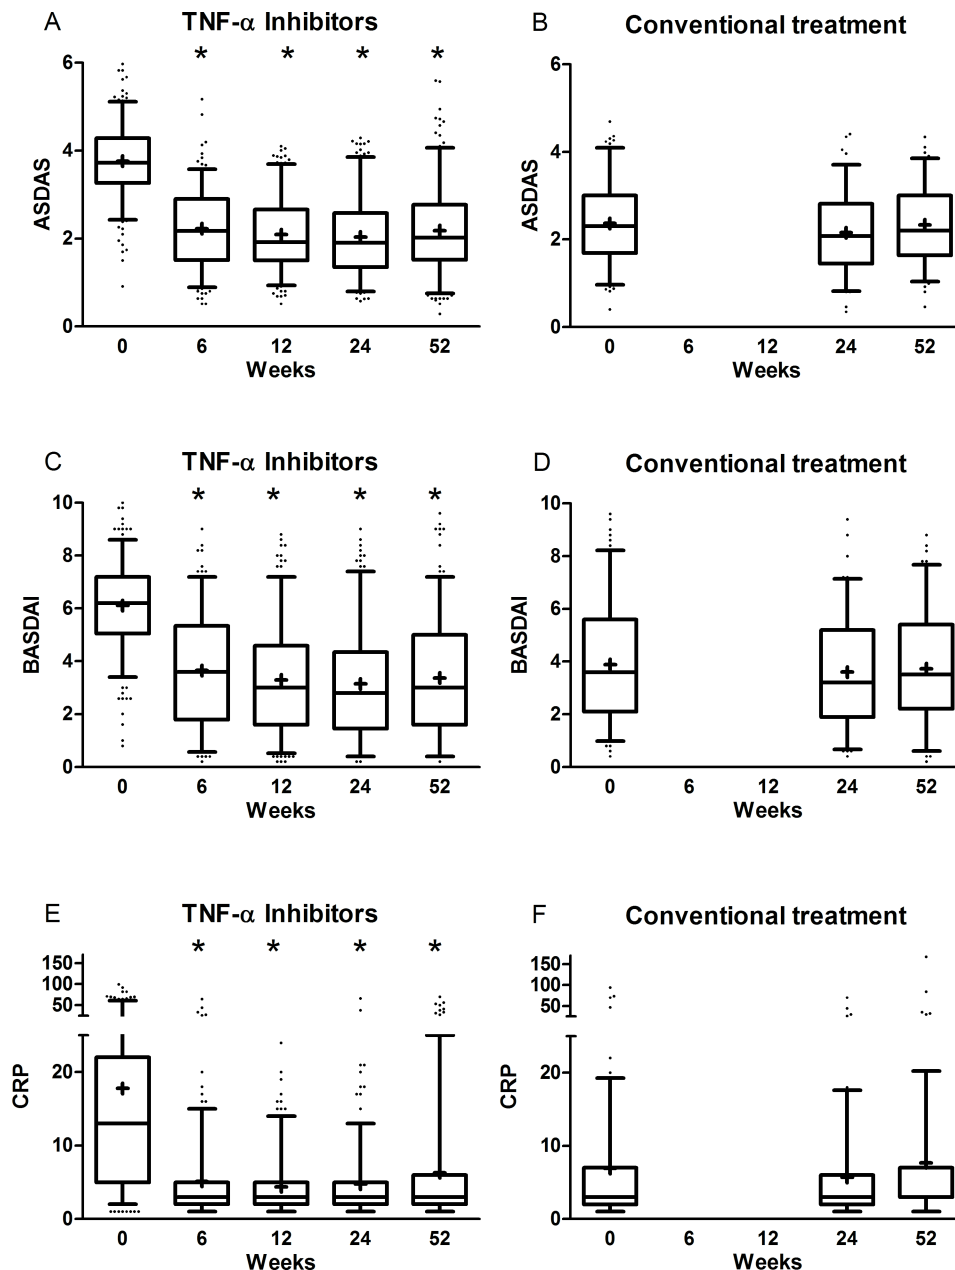 A
TNF-α Inhibitors
* * * *
ASDAS
6
4
2
0
0 6 12 24 52
Weeks
B
Conventional treatment
ASDAS
6
4
2
0
0 6 12 24 52
Weeks
C
TNF-α Inhibitors
* * * *
BASDAI
10
8
6
4
2
0
0 6 12 24 52
Weeks
D
Conventional treatment
BASDAI
10
8
6
4
2
0
0 6 12 24 52
Weeks
E
TNF-α Inhibitors
* * * *
CRP
150
100
50
20
10
0
0 6 12 24 52
Weeks
F
Conventional treatment
CRP
150
100
50
20
10
0
0 6 12 24 52
Weeks